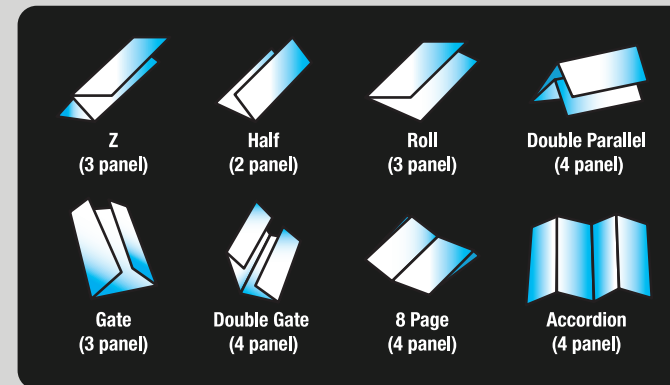 Z
(3 panel)
Half
(2 panel)
Roll
(3 panel)
Double Parallel
(4 panel)
Gate
(3 panel)
Double Gate
(4 panel)
8 Page
(4 panel)
Accordion
(4 panel)